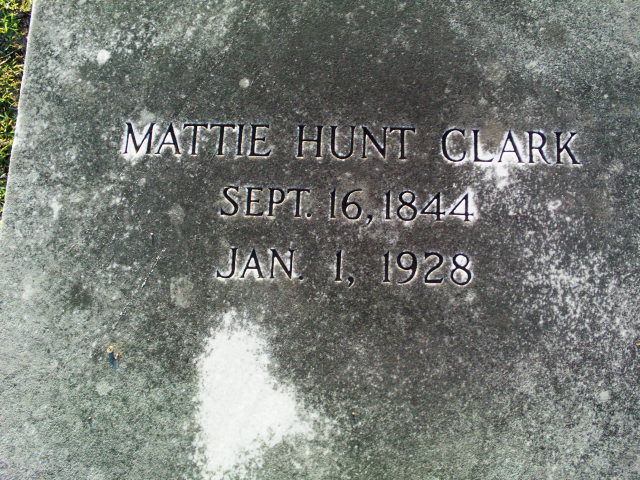 MATTIE HUNT CLARK
SEPT. 16, 1844
JAN. 1, 1928